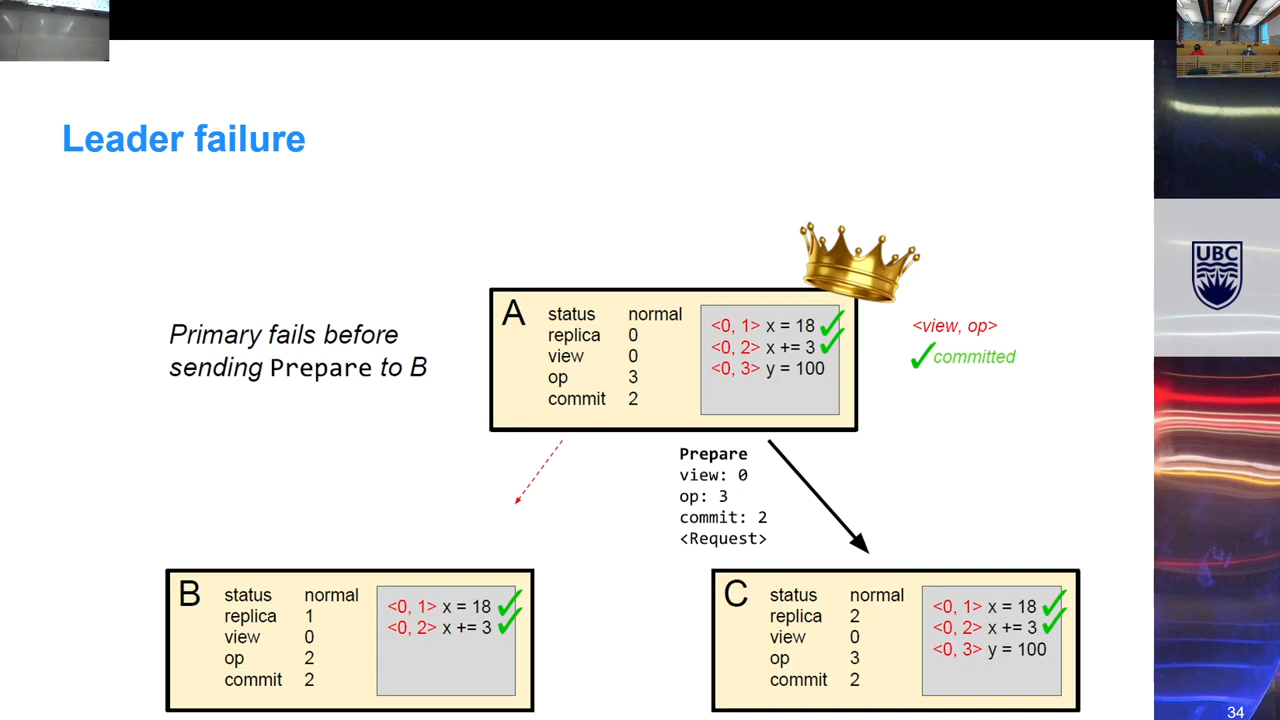 Leader failure
Primary fails before
sending Prepare to B
A
status normal
replica 0
view 0
op 3
commit 2
<0, 1> x = 18
<0, 2> x += 3
<0, 3> y = 100
<view, op>
committed
Prepare
view: 0
op: 3
commit: 2
<Request>
B
status normal
replica 1
view 0
op 2
commit 2
<0, 1> x = 18
<0, 2> x += 3
C
status normal
replica 2
view 0
op 3
commit 2
<0, 1> x = 18
<0, 2> x += 3
<0, 3> y = 100
UBC
34